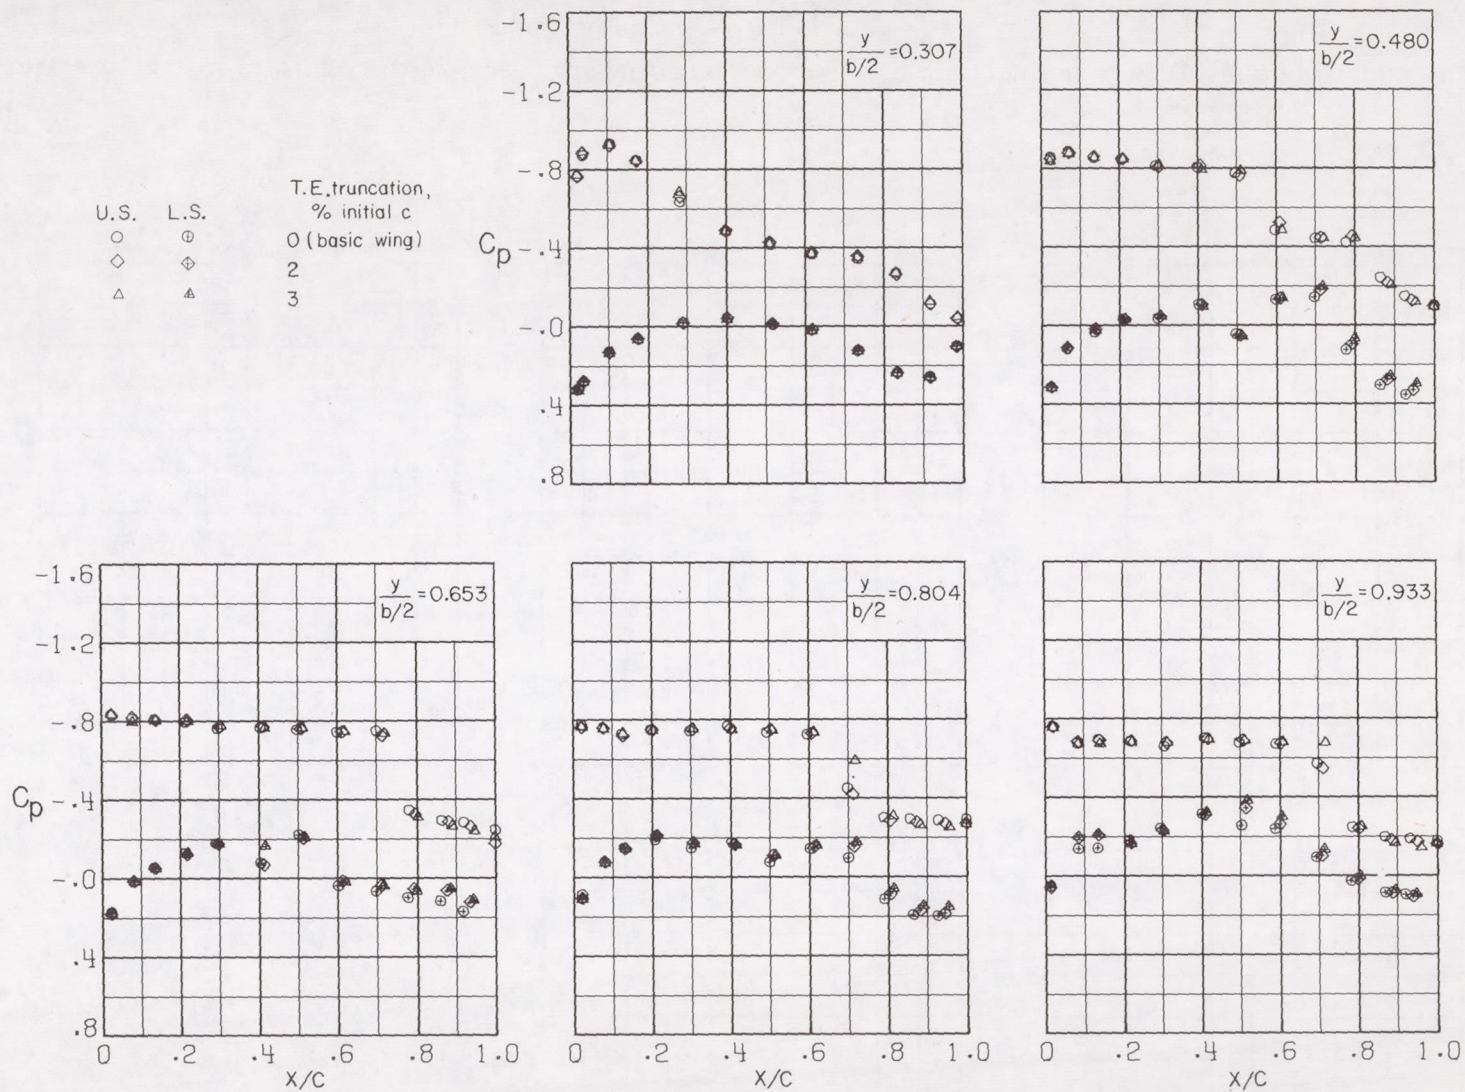 T.E. truncation,
U.S. L.S. % initial c
0 (basic wing)
2
3
-1.6
-1.2
-.8
Cp -.4
-.0
.4
.8
y
b/2 =0.307
y
b/2 =0.480
-1.6
-1.2
-.8
Cp -.4
-.0
.4
.8
y
b/2 =0.653
y
b/2 =0.804
y
b/2 =0.933
0 .2 .4 .6 .8 1.0
X/C
0 .2 .4 .6 .8 1.0
X/C
0 .2 .4 .6 .8 1.0
X/C